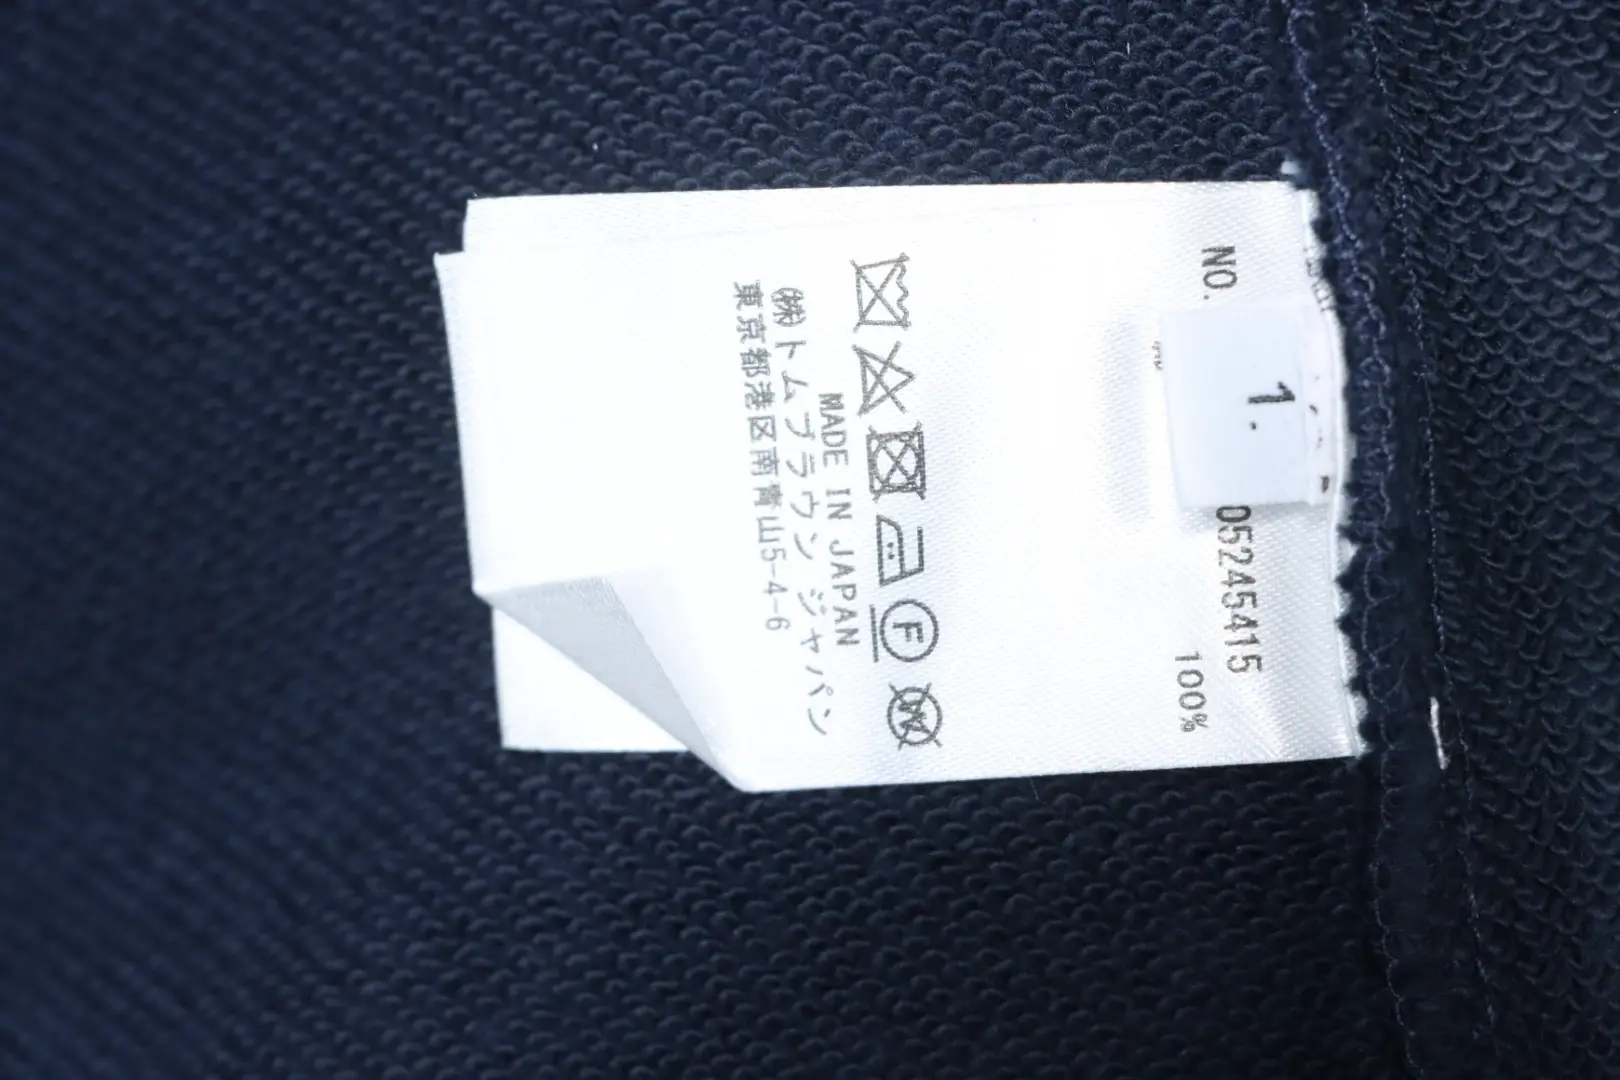 NO.
05245415
1.
100%
MADE IN JAPAN
㈱トムブラウン ジャパン
東京都港区南青山5-4-6